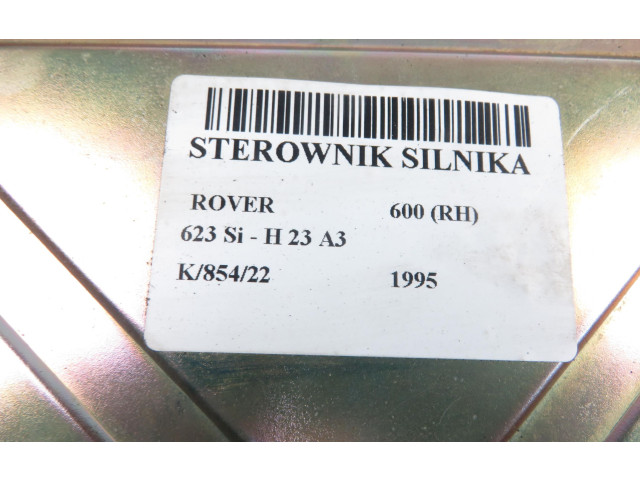 STEROWNIK SILNIKA
ROVER 600 (RH)
623 Si - H 23 A3
K/854/22 1995